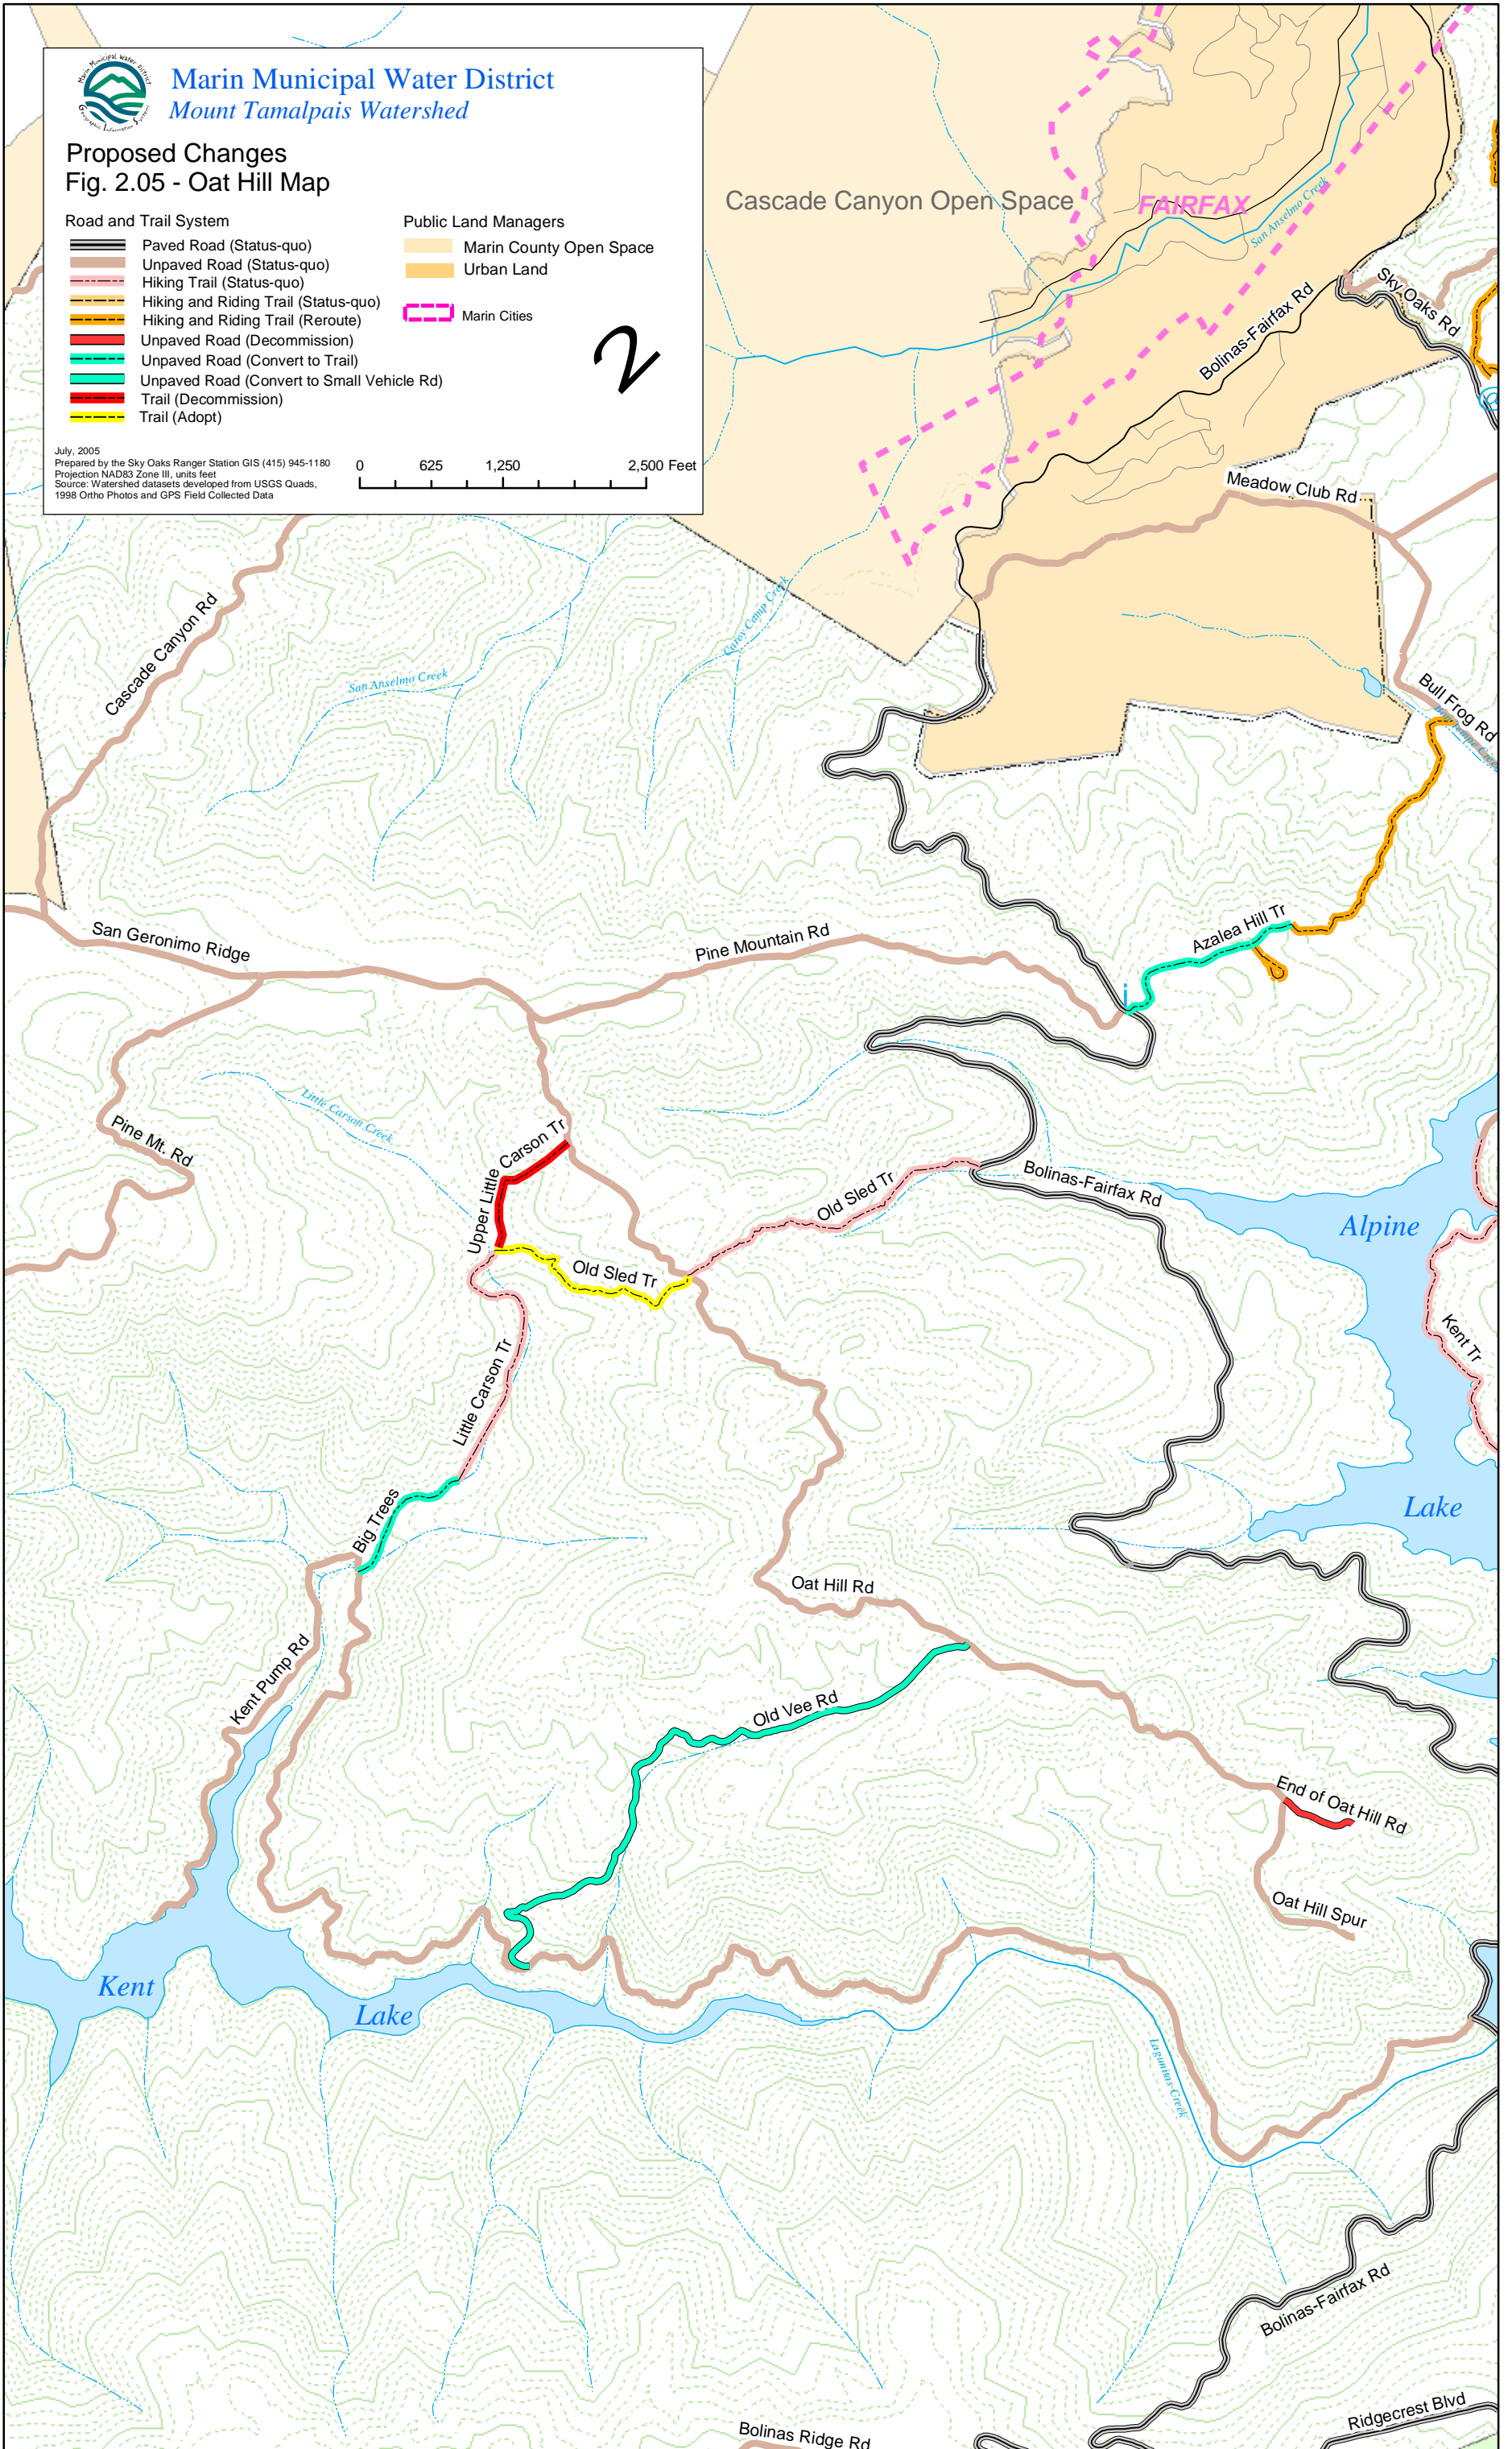 Marin Municipal Water District
Geographic Information Systems
Marin Municipal Water District
Mount Tamalpais Watershed
Proposed Changes
Fig. 2.05 - Oat Hill Map
Road and Trail System
Paved Road (Status-quo)
Unpaved Road (Status-quo)
Hiking Trail (Status-quo)
Hiking and Riding Trail (Status-quo)
Hiking and Riding Trail (Reroute)
Unpaved Road (Decommission)
Unpaved Road (Convert to Trail)
Unpaved Road (Convert to Small Vehicle Rd)
Trail (Decommission)
Trail (Adopt)
Public Land Managers
Marin County Open Space
Urban Land
Marin Cities
2
July, 2005
Prepared by the Sky Oaks Ranger Station GIS (415) 945-1180
Projection NAD83 Zone III, units feet
Source: Watershed datasets developed from USGS Quads,
1998 Ortho Photos and GPS Field Collected Data
0 625 1,250 2,500 Feet
Cascade Canyon Open Space
FAIRFAX
San Anselmo Creek
Sky Oaks Rd
Bolinas-Fairfax Rd
Meadow Club Rd
Carey Camp Creek
Cascade Canyon Rd
San Anselmo Creek
Bull Frog Rd
San Geronimo Ridge
Pine Mountain Rd
Azalea Hill Tr
i
Little Carson Creek
Pine Mt. Rd
Upper Little Carson Tr
Old Sled Tr
Bolinas-Fairfax Rd
Alpine
Old Sled Tr
Kent Tr
Little Carson Tr
Lake
Big Trees
Oat Hill Rd
Kent Pump Rd
Old Vee Rd
End of Oat Hill Rd
Oat Hill Spur
Kent
Lake
Lagunitas Creek
Bolinas-Fairfax Rd
Ridgecrest Blvd
Bolinas Ridge Rd